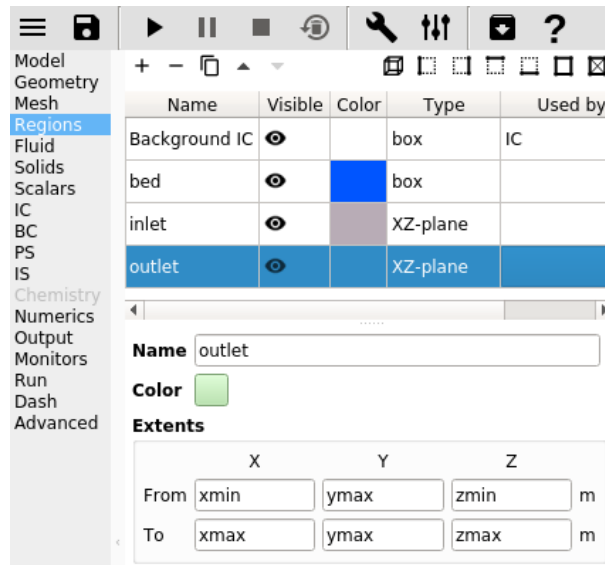 ?
Model
Geometry
Mesh
Regions
Fluid
Solids
Scalars
IC
BC
PS
IS
Chemistry
Numerics
Output
Monitors
Run
Dash
Advanced
Name Visible Color Type Used by
Background IC box IC
bed box
inlet XZ-plane
outlet XZ-plane
Name outlet
Color
Extents
X Y Z
From xmin ymax zmin m
To xmax ymax zmax m